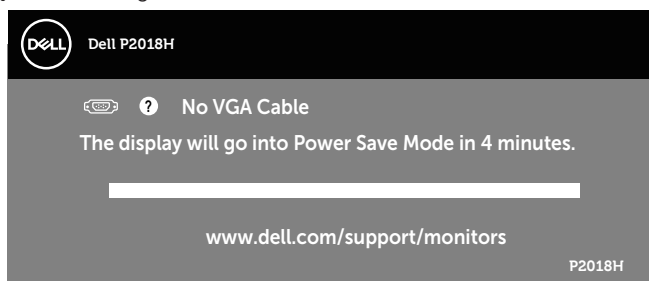 DELL
Dell P2018H
? No VGA Cable
The display will go into Power Save Mode in 4 minutes.
www.dell.com/support/monitors
P2018H